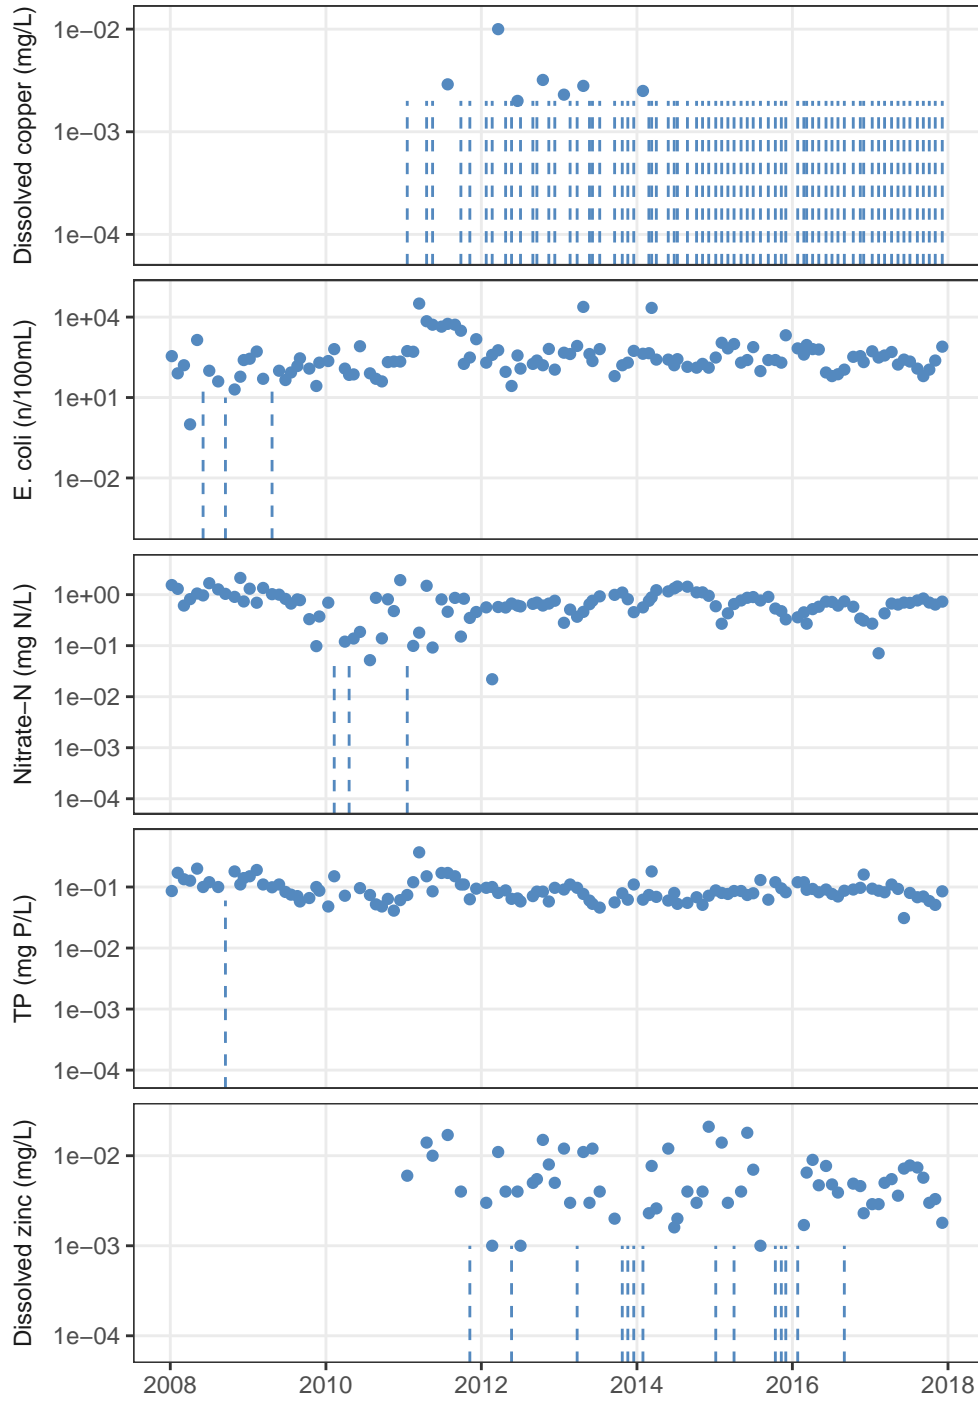 Dissolved copper (mg/L)
1e−02
1e−03
1e−04
E. coli (n/100mL)
1e+04
1e+01
1e−02
Nitrate−N (mg N/L)
1e+00
1e−01
1e−02
1e−03
1e−04
TP (mg P/L)
1e−01
1e−02
1e−03
1e−04
Dissolved zinc (mg/L)
1e−02
1e−03
1e−04
2008 2010 2012 2014 2016 2018